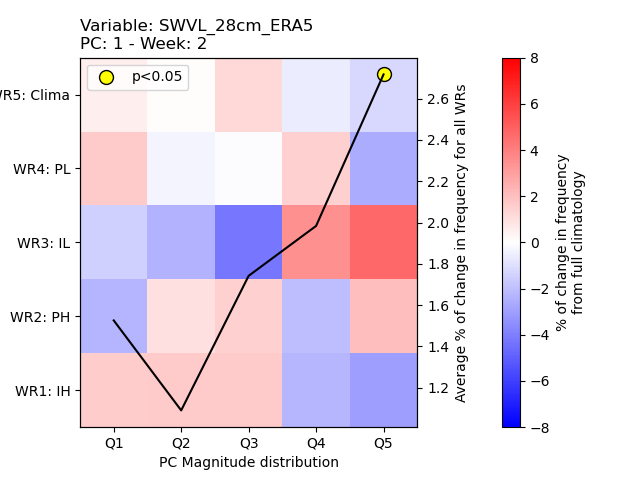 Variable: SWVL_28cm_ERA5
PC: 1 - Week: 2
p<0.05
WR5: Clima
WR4: PL
WR3: IL
WR2: PH
WR1: IH
Q1 Q2 Q3 Q4 Q5
PC Magnitude distribution
2.6
2.4
2.2
2.0
1.8
1.6
1.4
1.2
Average % of change in frequency for all WRs
8
6
4
2
0
−2
−4
−6
−8
% of change in frequency
from full climatology